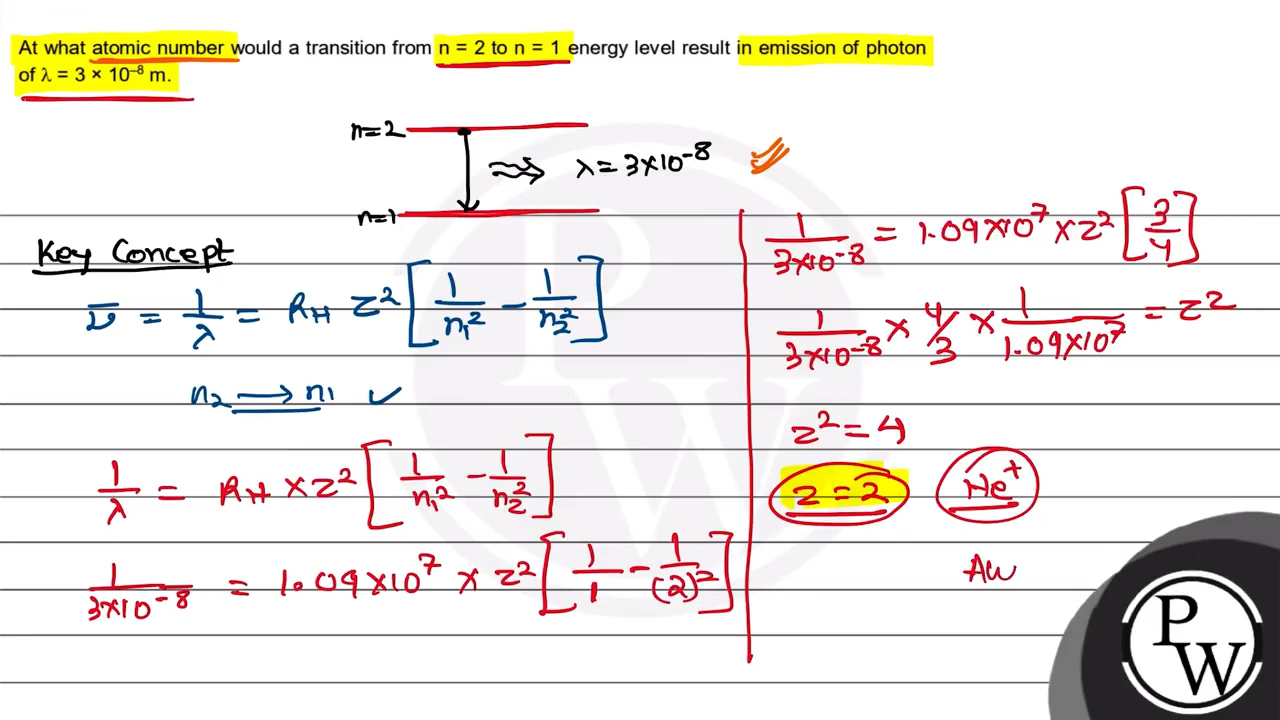 At what atomic number would a transition from n = 2 to n = 1 energy level result in emission of photon
of λ = 3 × 10⁻⁸ m.
n=2
λ = 3×10⁻⁸
n=1
Key Concept
ν̅ = 1/λ = RH Z² [1/n₁² − 1/n₂²]
n₂ → n₁ ✓
1/λ = RH × Z² [1/n₁² − 1/n₂²]
1/3×10⁻⁸ = 1.09×10⁷ × Z² [1/1 − 1/(2)²]
1/3×10⁻⁸ = 1.09×10⁷ × Z² [3/4]
1/3×10⁻⁸ × 4/3 × 1/1.09×10⁷ = Z²
Z² = 4
Z = 2 He⁺
PW
PW